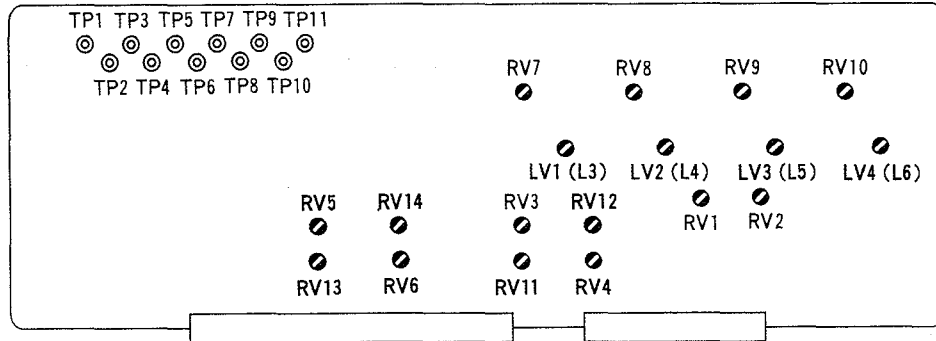 TP1 TP3 TP5 TP7 TP9 TP11
TP2 TP4 TP6 TP8 TP10
RV7 RV8 RV9 RV10
LV1 (L3) LV2 (L4) LV3 (L5) LV4 (L6)
RV5 RV14 RV3 RV12 RV1 RV2
RV13 RV6 RV11 RV4